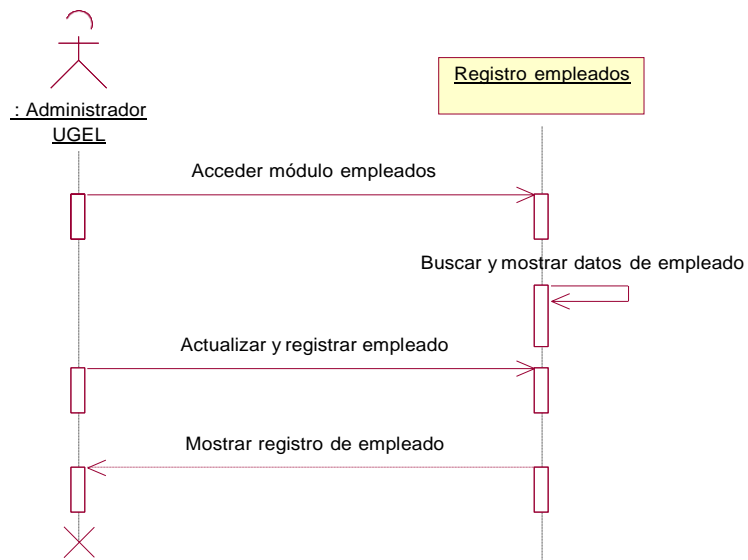 : Administrador
UGEL
Registro empleados
Acceder módulo empleados
Buscar y mostrar datos de empleado
Actualizar y registrar empleado
Mostrar registro de empleado